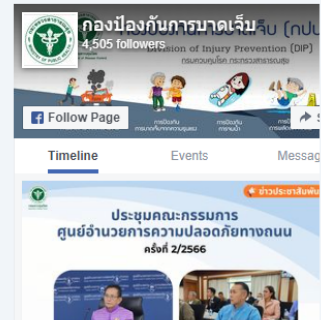 กองป้องกันการบาดเจ็บ
4,505 followers
Division of Injury Prevention (DIP)
กรมควบคุมโรค กระทรวงสาธารณสุข
Follow Page
Timeline
Events
Messag
ข่าวประชาสัมพัน
ประชุมคณะกรรมการ
ศูนย์อำนวยการความปลอดภัยทางถนน
ครั้งที่ 2/2566